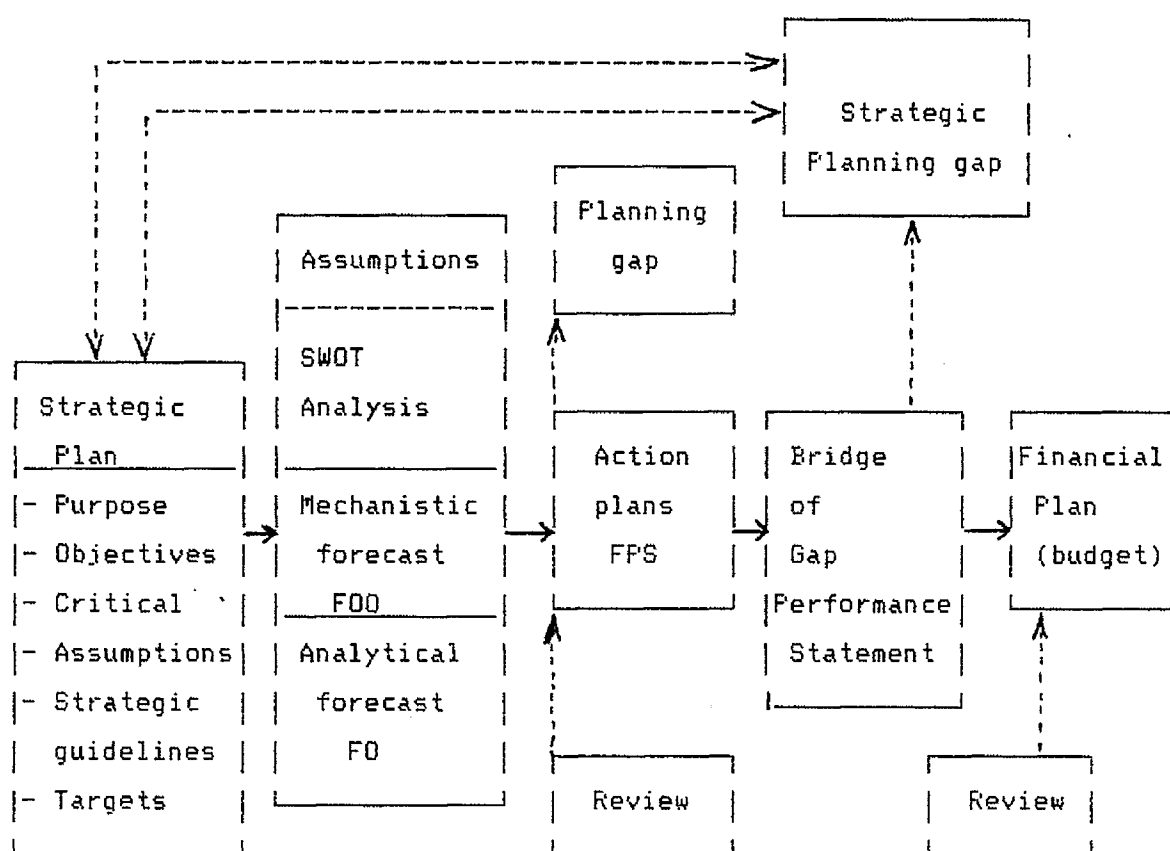 Strategic
Planning gap
Planning
gap
Assumptions
SWOT
Analysis
Mechanistic
forecast
FOO
Analytical
forecast
FO
Strategic
Plan
- Purpose
- Objectives
- Critical
- Assumptions
- Strategic
guidelines
- Targets
Action
plans
FPS
Bridge
of
Gap
Performance
Statement
Financial
Plan
(budget)
Review
Review